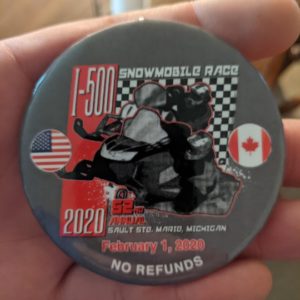 I-500
SNOWMOBILE RACE
2020
52nd
ANNUAL
SAULT STE. MARIE, MICHIGAN
February 1, 2020
NO REFUNDS